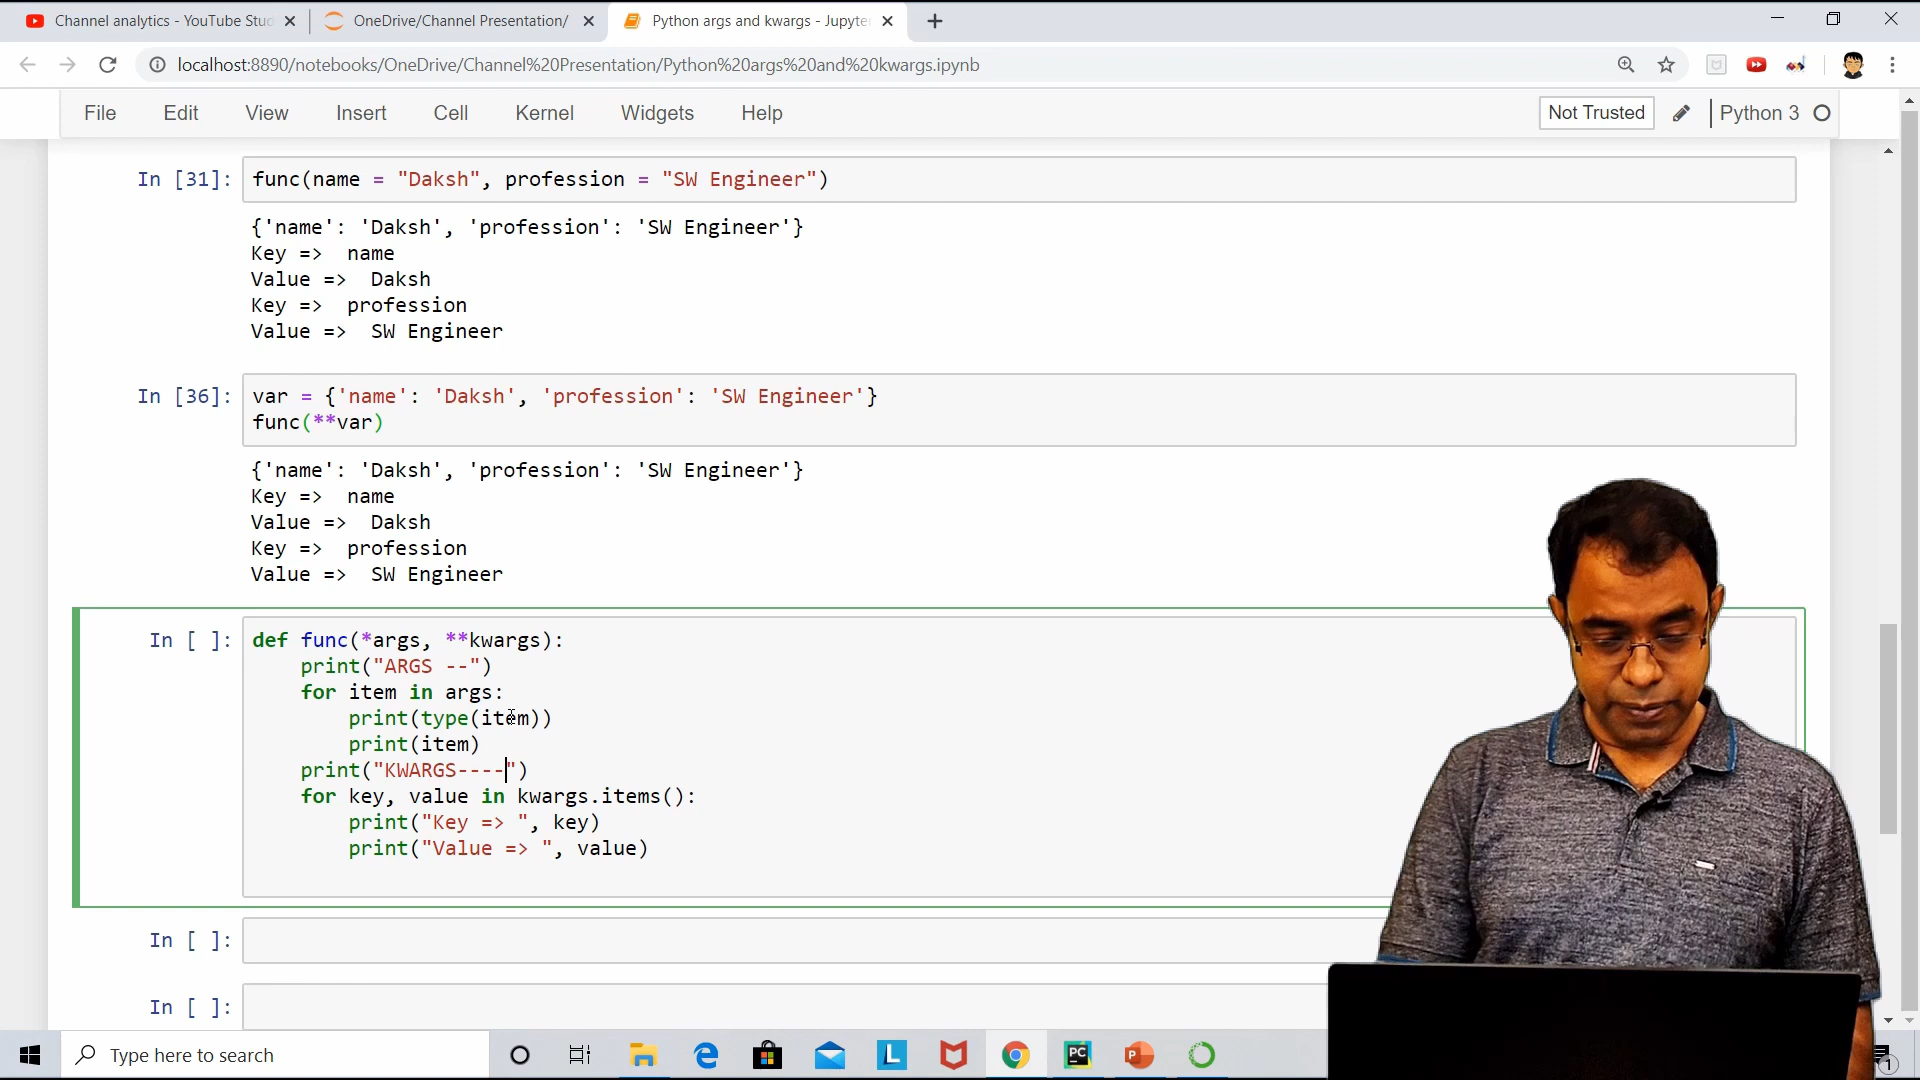 Channel analytics - YouTube Stud
OneDrive/Channel Presentation/
Python args and kwargs - Jupyte
localhost:8890/notebooks/OneDrive/Channel%20Presentation/Python%20args%20and%20kwargs.ipynb
File Edit View Insert Cell Kernel Widgets Help Not Trusted Python 3
In [31]: func(name = "Daksh", profession = "SW Engineer")
{'name': 'Daksh', 'profession': 'SW Engineer'}
Key =>  name
Value =>  Daksh
Key =>  profession
Value =>  SW Engineer
In [36]: var = {'name': 'Daksh', 'profession': 'SW Engineer'}
func(**var)
{'name': 'Daksh', 'profession': 'SW Engineer'}
Key =>  name
Value =>  Daksh
Key =>  profession
Value =>  SW Engineer
In [ ]: def func(*args, **kwargs):
    print("ARGS --")
    for item in args:
        print(type(item))
        print(item)
    print("KWARGS----")
    for key, value in kwargs.items():
        print("Key => ", key)
        print("Value => ", value)
In [ ]:
In [ ]:
Type here to search
L
PC
P
1